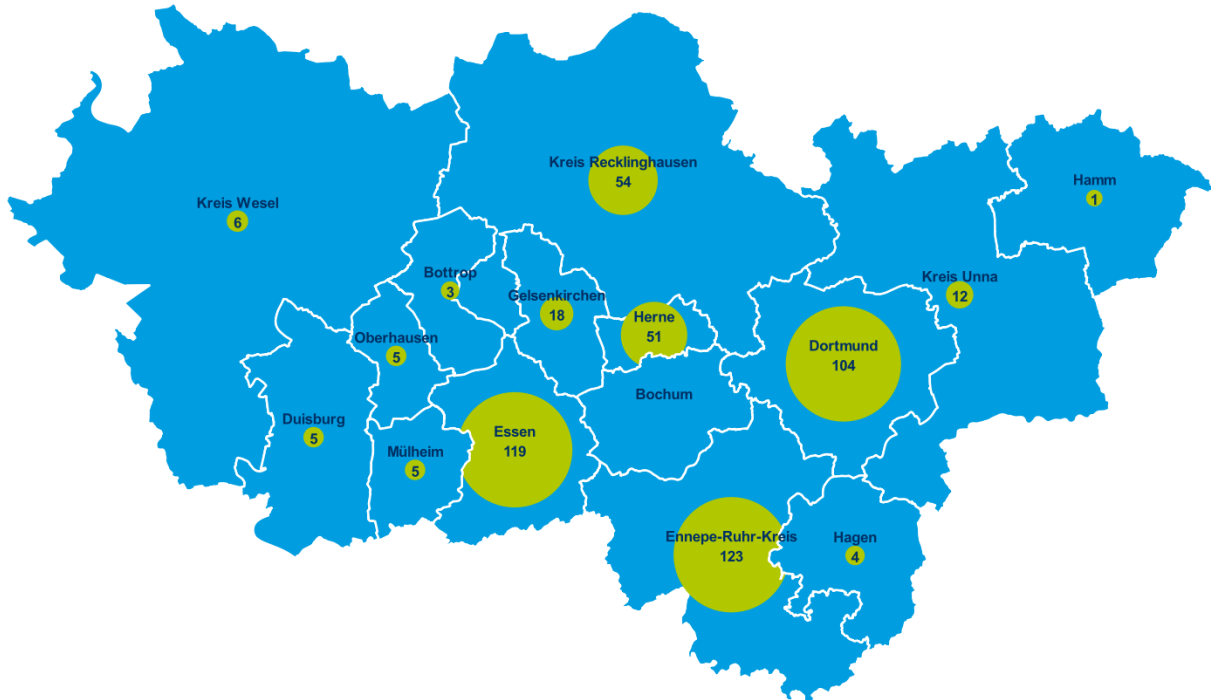 Kreis Recklinghausen
54
Hamm
1
Kreis Wesel
6
Bottrop
3
Kreis Unna
12
Gelsenkirchen
18
Herne
51
Oberhausen
5
Dortmund
104
Bochum
Duisburg
5
Essen
119
Mülheim
5
Ennepe-Ruhr-Kreis
123
Hagen
4